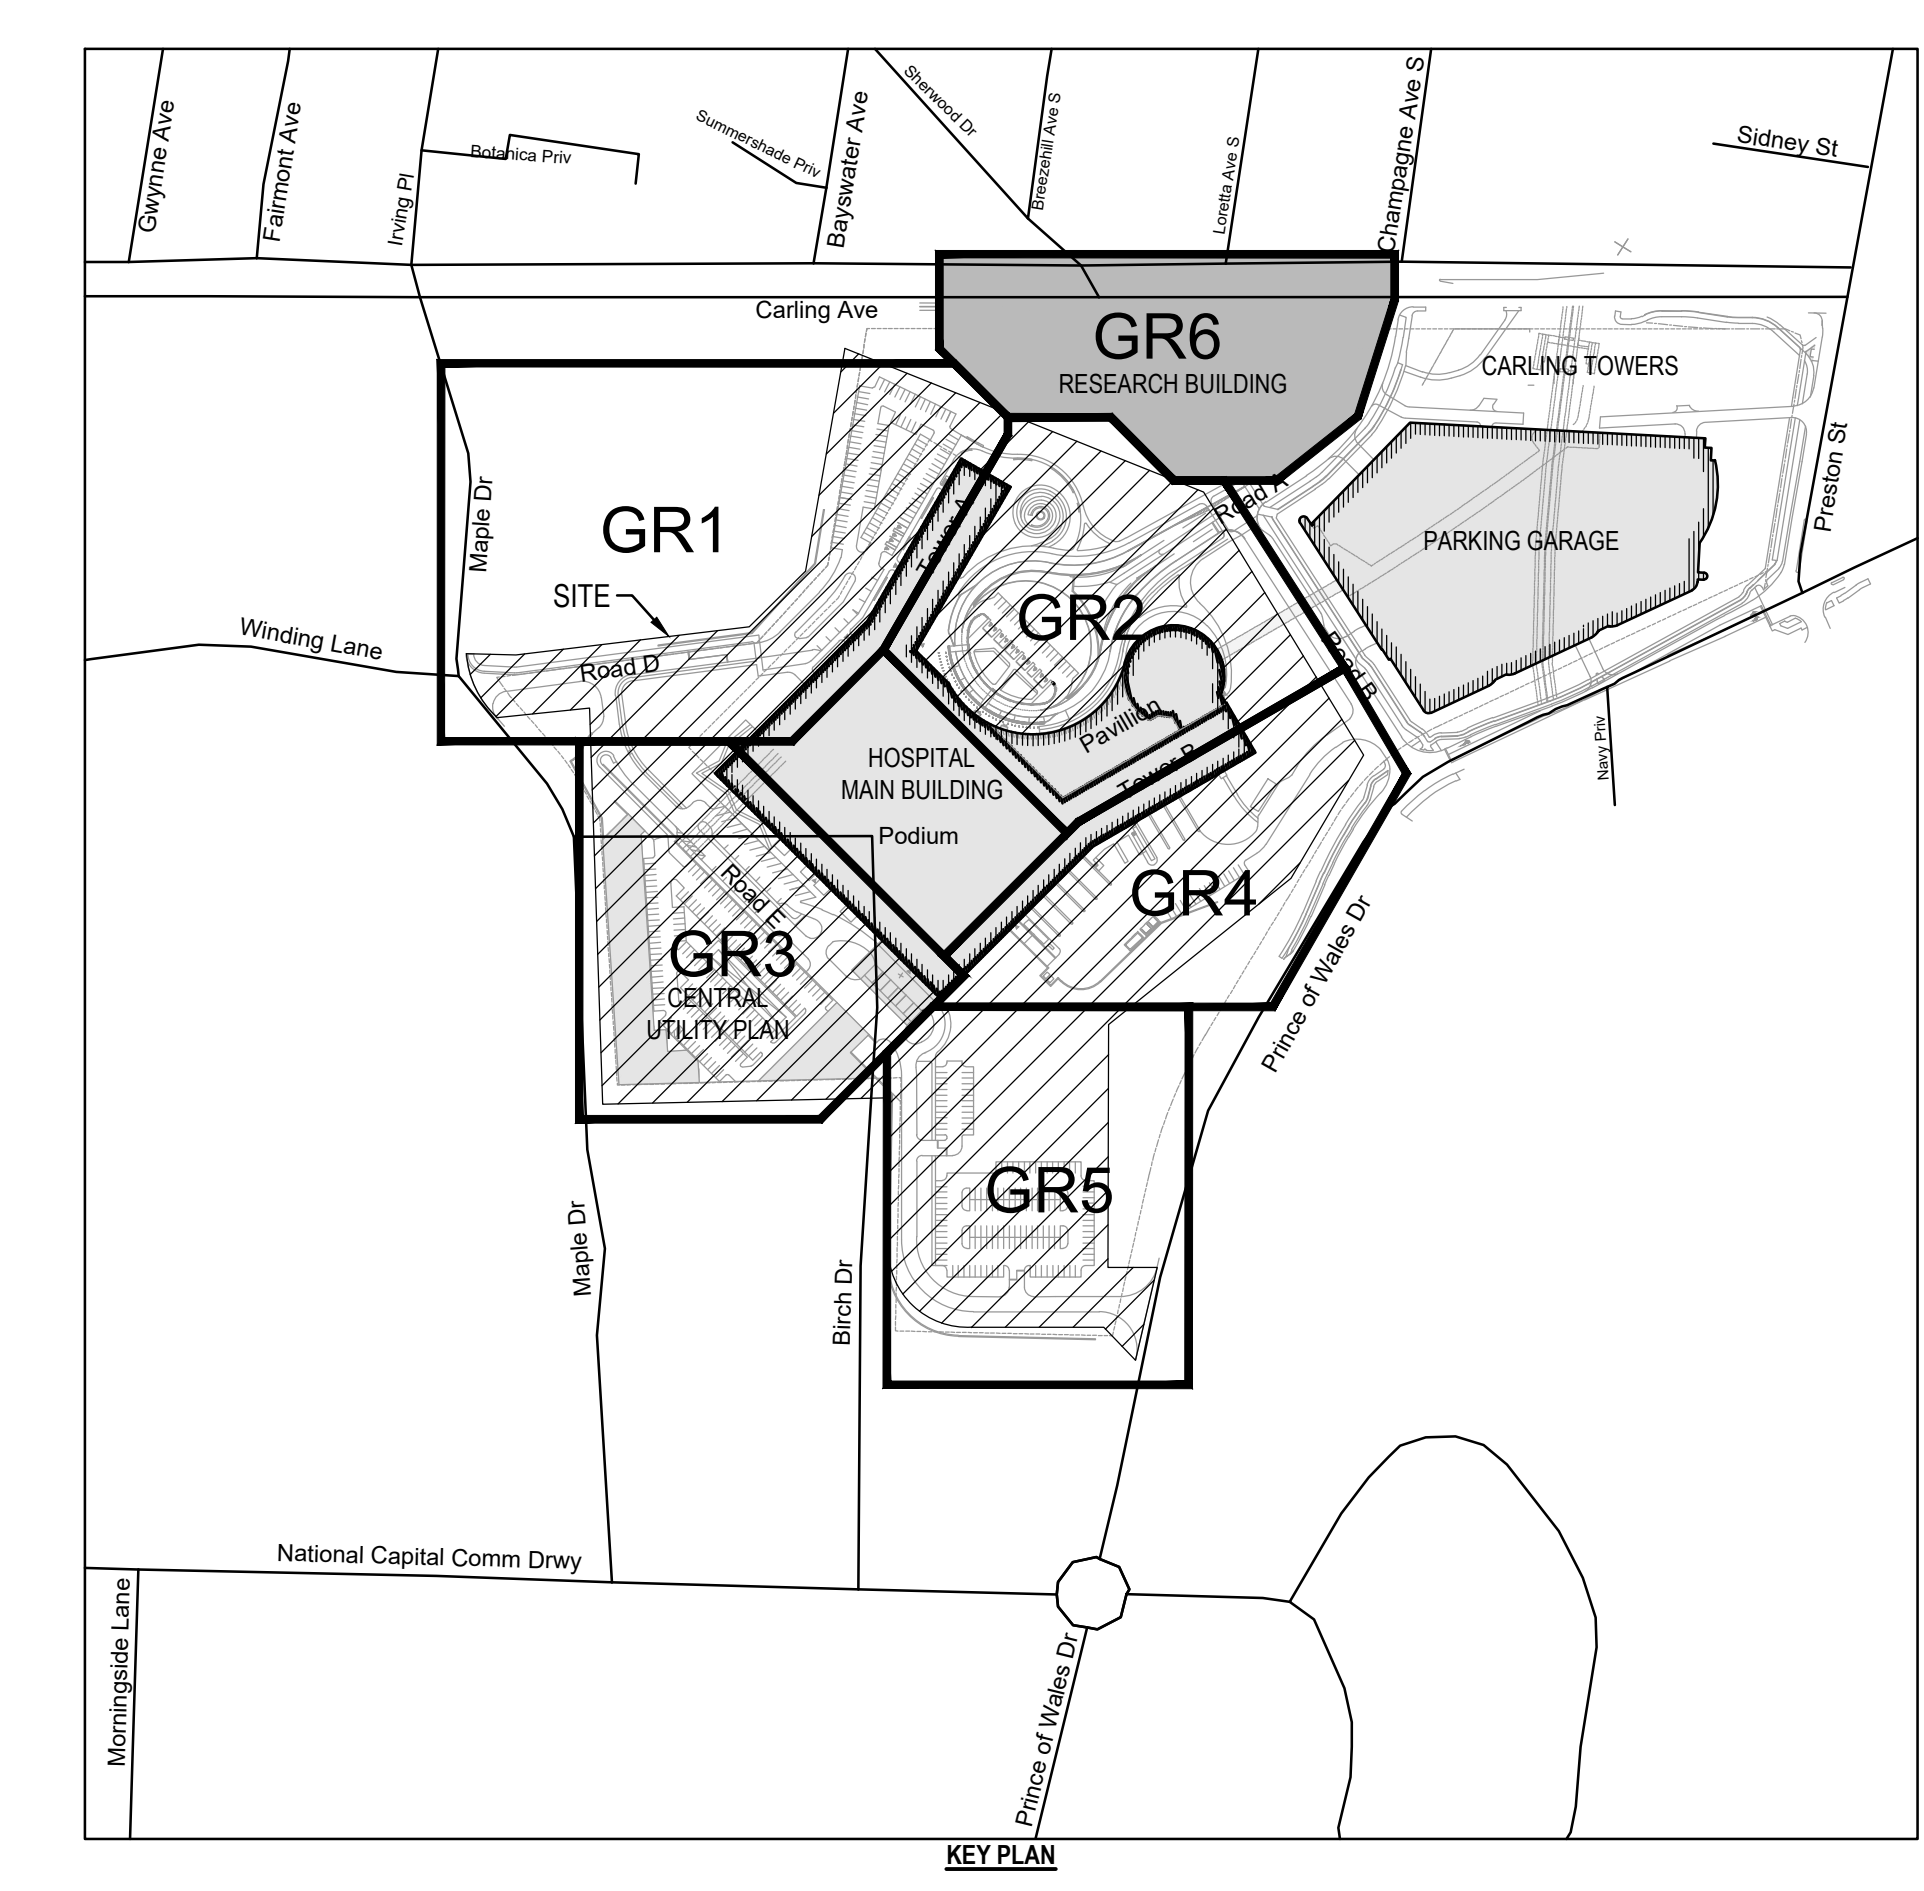 Gwynne Ave
Fairmont Ave
Irving Pl
Botanica Priv
Summershade Priv
Bayswater Ave
Sherwood Dr
Breezehill Ave S
Loretta Ave S
Champagne Ave S
Sidney St
Carling Ave
GR6
RESEARCH BUILDING
CARLING TOWERS
Preston St
Maple Dr
GR1
SITE
Tower A
Road A
PARKING GARAGE
GR2
Winding Lane
Road D
Road B
Pavillion
Tower B
HOSPITAL
MAIN BUILDING
Podium
Navy Priv
Road E
GR4
GR3
CENTRAL
UTILITY PLAN
Prince of Wales Dr
GR5
Maple Dr
Birch Dr
National Capital Comm Drwy
Morningside Lane
Prince of Wales Dr
KEY PLAN